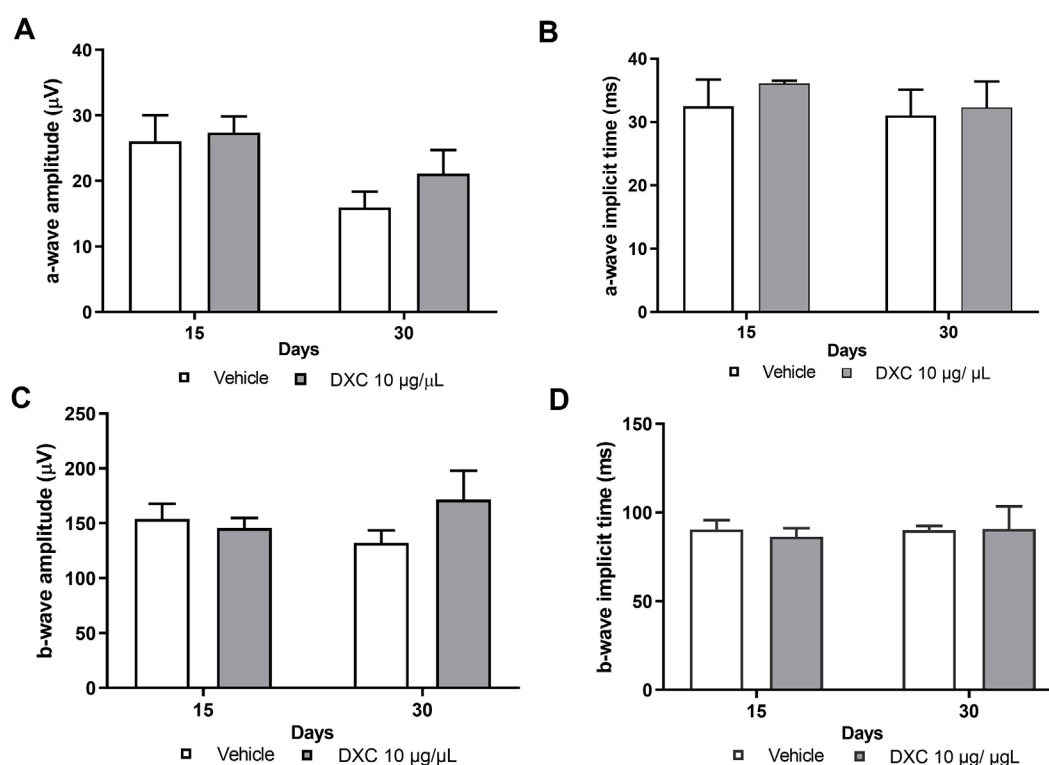 A
a-wave amplitude (μV)
40
30
20
10
0
15 30
Days
Vehicle DXC 10 μg/μL
B
a-wave implicit time (ms)
40
30
20
10
0
15 30
Days
Vehicle DXC 10 μg/ μL
C
b-wave amplitude (μV)
250
200
150
100
50
0
15 30
Days
Vehicle DXC 10 μg/μL
D
b-wave implicit time (ms)
150
100
50
0
15 30
Days
Vehicle DXC 10 μg/ μgL